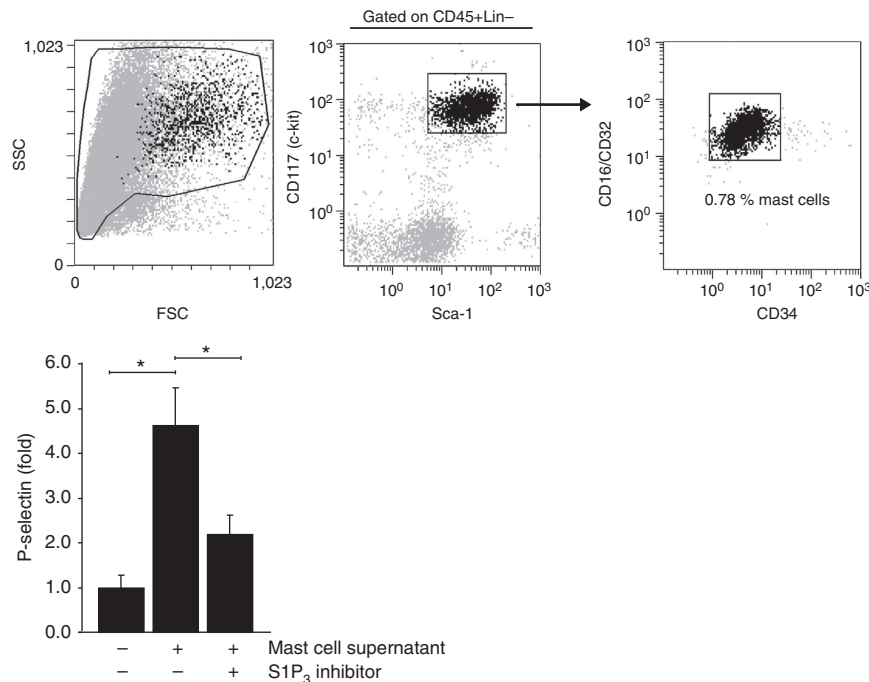 Gated on CD45+Lin–
1,023
SSC
0
0
1,023
FSC
10³
10²
10¹
10⁰
CD117 (c-kit)
10⁰
10¹
10²
10³
Sca-1
10³
10²
10¹
10⁰
CD16/CD32
0.78 % mast cells
10⁰
10¹
10²
10³
CD34
6.0
5.0
4.0
3.0
2.0
1.0
0.0
P-selectin (fold)
*
*
– + + Mast cell supernatant
– – + S1P₃ inhibitor